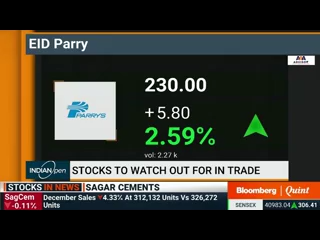 EID Parry
PARRYS
230.00
+ 5.80
2.59%
vol: 2.27 k
INDIAN
STOCKS TO WATCH OUT FOR IN TRADE
STOCKS IN NEWS
SAGAR CEMENTS
Bloomberg
Quint
SagCem
-0.11%
December Sales ▼4.33% At 312,132 Units Vs 326,272 Units
SENSEX
40983.04
▲306.41